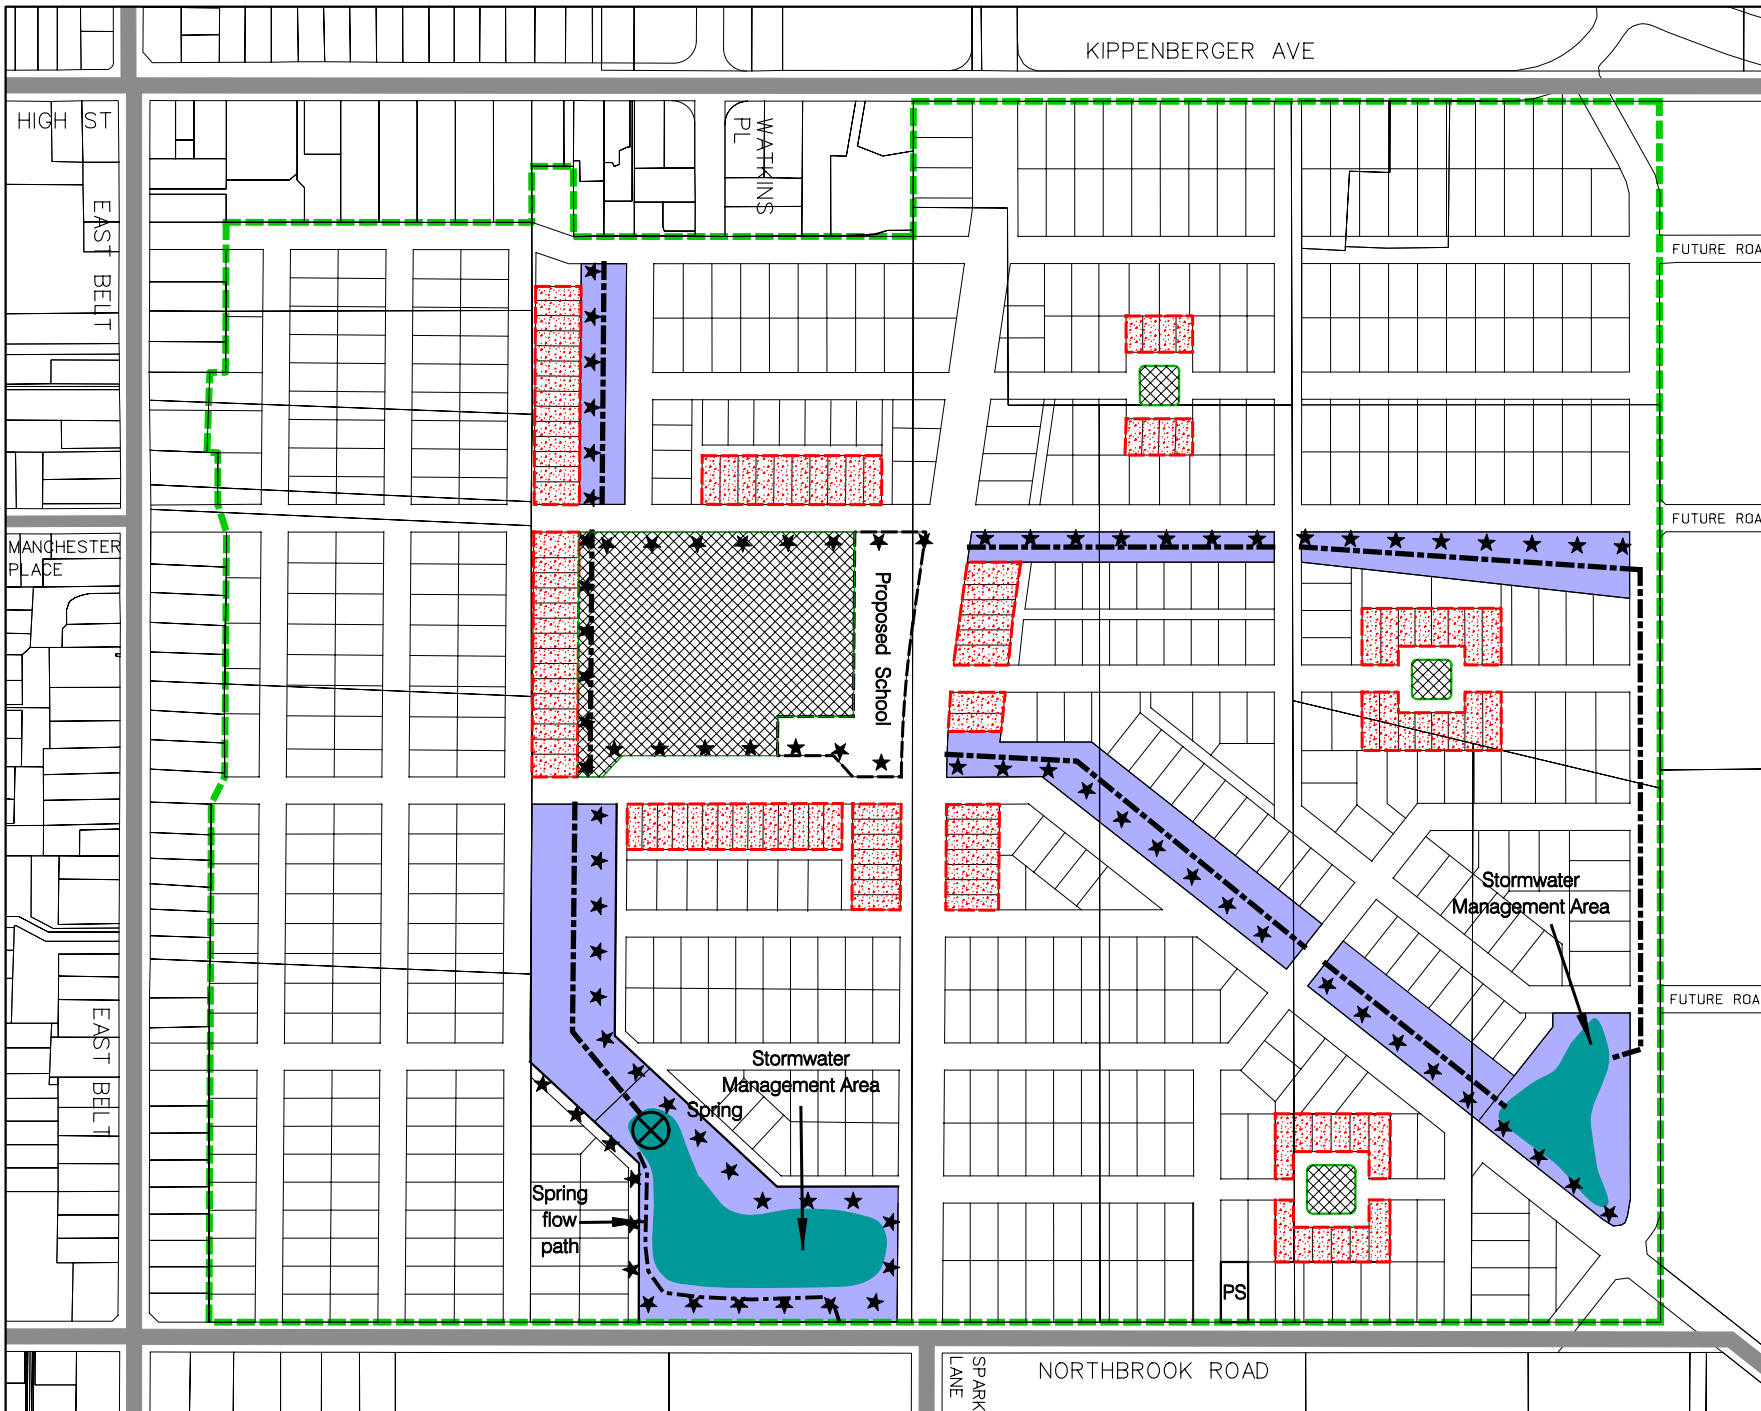 KIPPENBERGER AVE
HIGH ST
WATKINS
PL
EAST BELT
FUTURE ROA
FUTURE ROA
MANCHESTER
PLACE
Proposed School
Stormwater
Management Area
FUTURE ROA
EAST BELT
Stormwater
Management Area
Spring
Spring
flow
path
PS
NORTHBROOK ROAD
SPARK
LANE